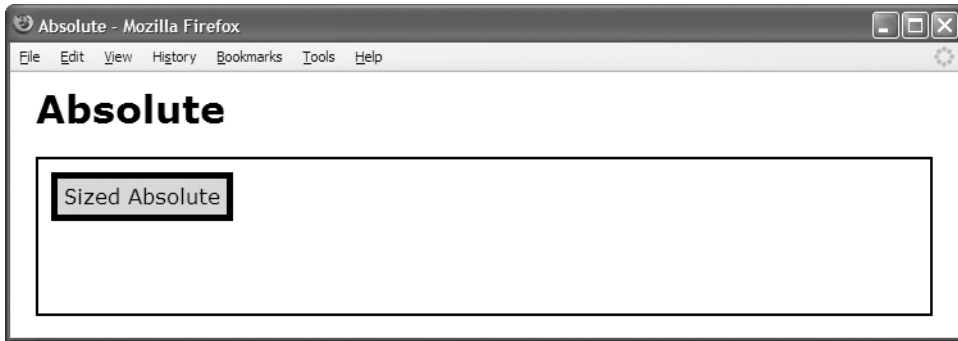 Absolute - Mozilla Firefox
File Edit View History Bookmarks Tools Help
Absolute
Sized Absolute